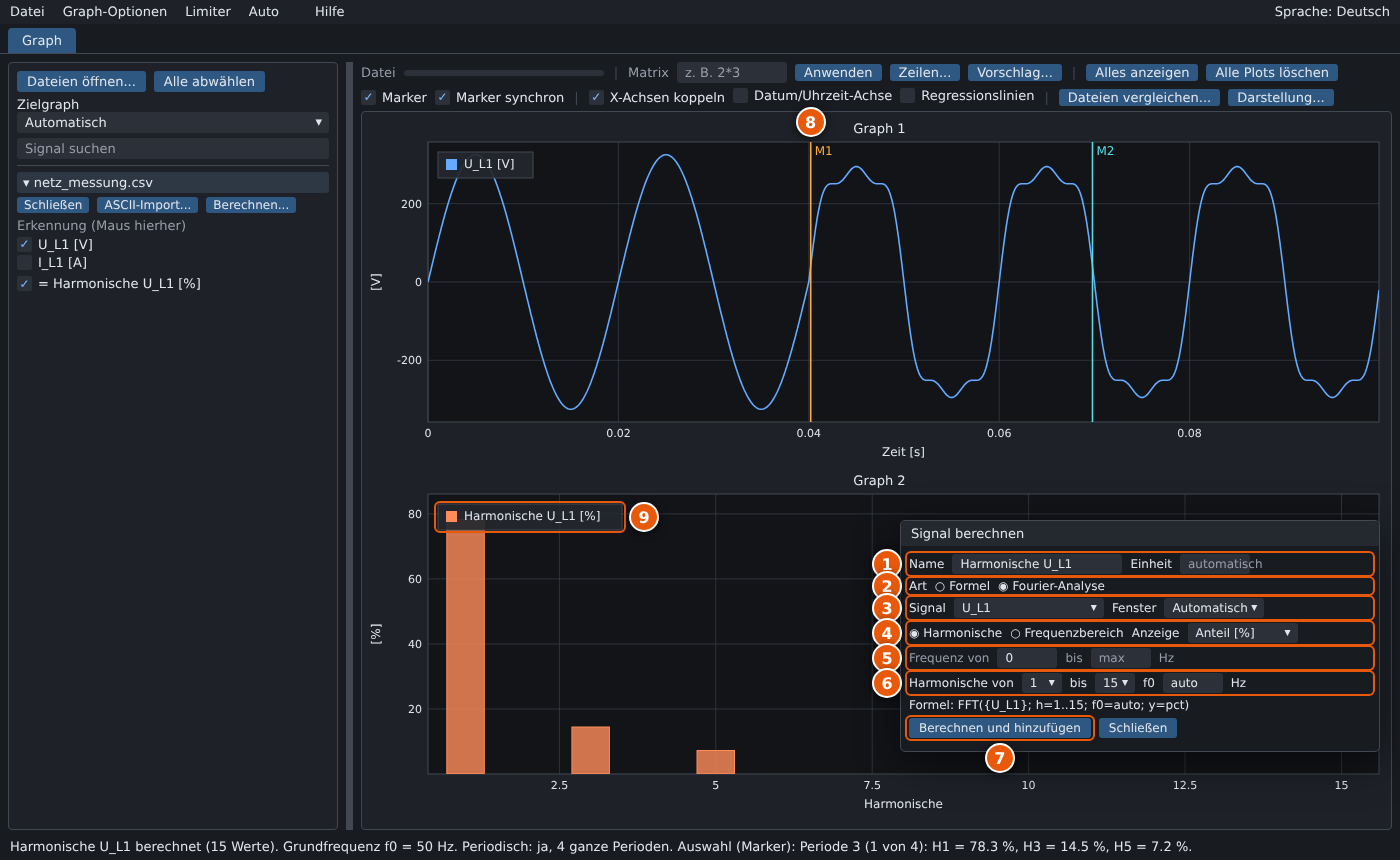 Datei Graph-Optionen Limiter Auto Hilfe Sprache: Deutsch
Graph
Dateien öffnen... Alle abwählen
Zielgraph
Automatisch
Signal suchen
netz_messung.csv
Schließen ASCII-Import... Berechnen...
Erkennung (Maus hierher)
U_L1 [V]
I_L1 [A]
= Harmonische U_L1 [%]
Datei | Matrix z. B. 2*3 Anwenden Zeilen... Vorschlag... | Alles anzeigen Alle Plots löschen
Marker Marker synchron | X-Achsen koppeln Datum/Uhrzeit-Achse Regressionslinien | Dateien vergleichen... Darstellung...
8
Graph 1
M1
M2
U_L1 [V]
200
0
-200
[V]
0 0.02 0.04 0.06 0.08
Zeit [s]
Graph 2
Harmonische U_L1 [%]
9
80
60
40
20
[%]
2.5 5 7.5 10 12.5 15
Harmonische
Signal berechnen
1 Name Harmonische U_L1 Einheit automatisch
2 Art Formel Fourier-Analyse
3 Signal U_L1 Fenster Automatisch
4 Harmonische Frequenzbereich Anzeige Anteil [%]
5 Frequenz von 0 bis max Hz
6 Harmonische von 1 bis 15 f0 auto Hz
Formel: FFT({U_L1}; h=1..15; f0=auto; y=pct)
Berechnen und hinzufügen Schließen
7
Harmonische U_L1 berechnet (15 Werte). Grundfrequenz f0 = 50 Hz. Periodisch: ja, 4 ganze Perioden. Auswahl (Marker): Periode 3 (1 von 4): H1 = 78.3 %, H3 = 14.5 %, H5 = 7.2 %.